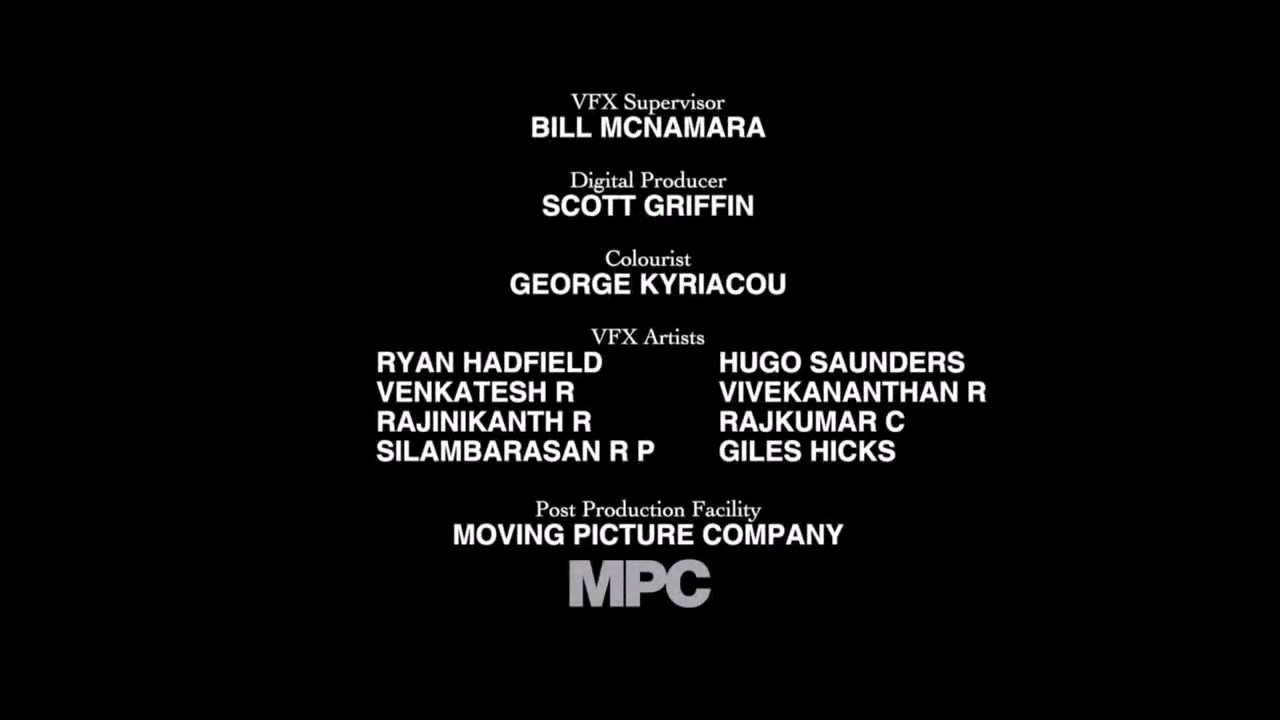 VFX Supervisor
BILL MCNAMARA
Digital Producer
SCOTT GRIFFIN
Colourist
GEORGE KYRIACOU
VFX Artists
RYAN HADFIELD HUGO SAUNDERS
VENKATESH R VIVEKANANTHAN R
RAJINIKANTH R RAJKUMAR C
SILAMBARASAN R P GILES HICKS
Post Production Facility
MOVING PICTURE COMPANY
MPC